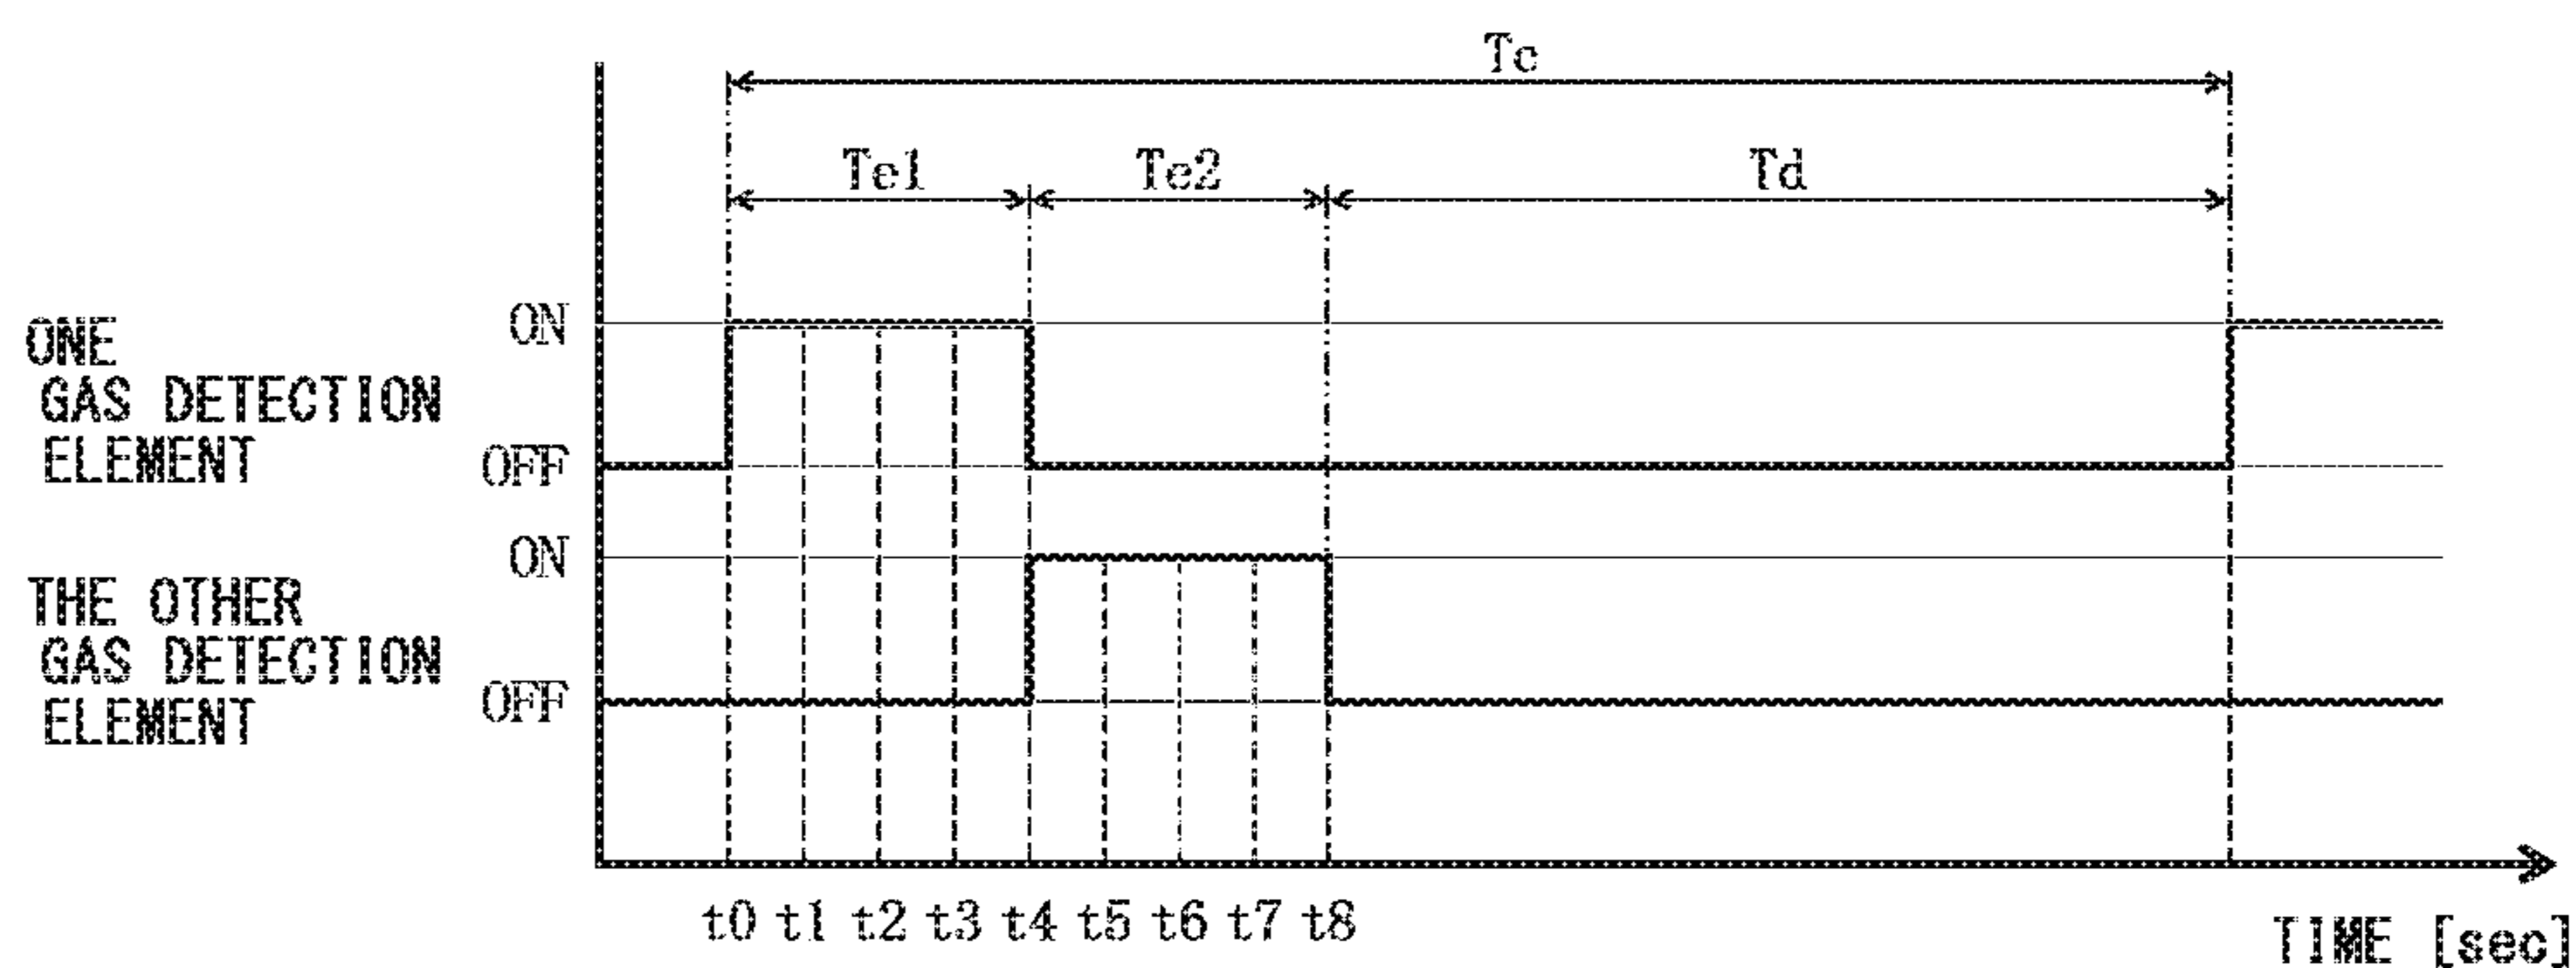 Tc
Te1 Te2 Td
ONE
GAS DETECTION
ELEMENT
ON
OFF
THE OTHER
GAS DETECTION
ELEMENT
ON
OFF
t0 t1 t2 t3 t4 t5 t6 t7 t8
TIME [sec]